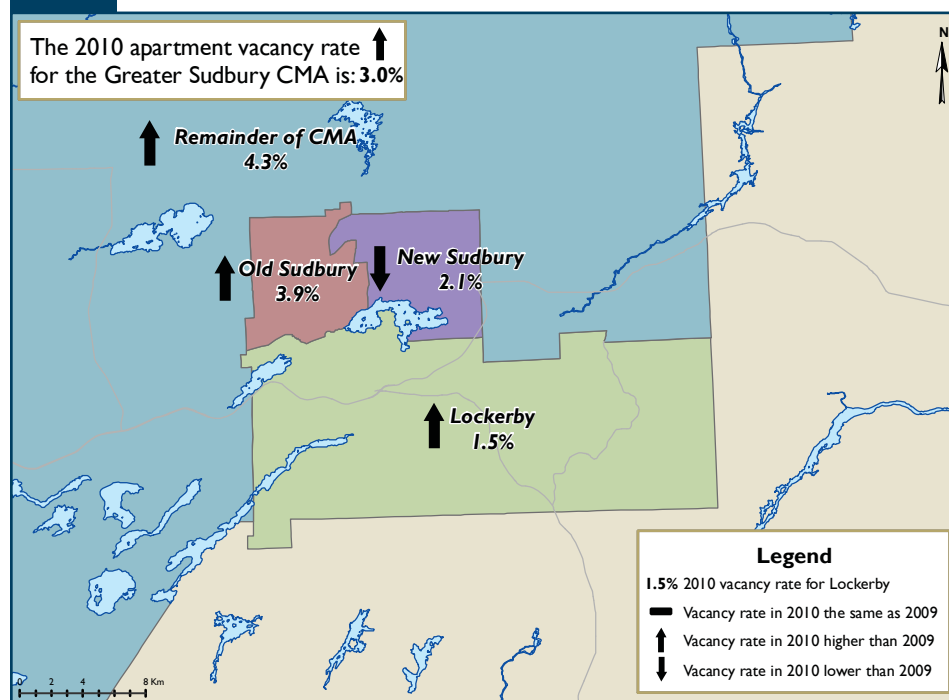 The 2010 apartment vacancy rate
for the Greater Sudbury CMA is: 3.0%
N
Remainder of CMA
4.3%
New Sudbury
2.1%
Old Sudbury
3.9%
Lockerby
1.5%
Legend
1.5% 2010 vacancy rate for Lockerby
Vacancy rate in 2010 the same as 2009
Vacancy rate in 2010 higher than 2009
Vacancy rate in 2010 lower than 2009
0 2 4 6 8 Km